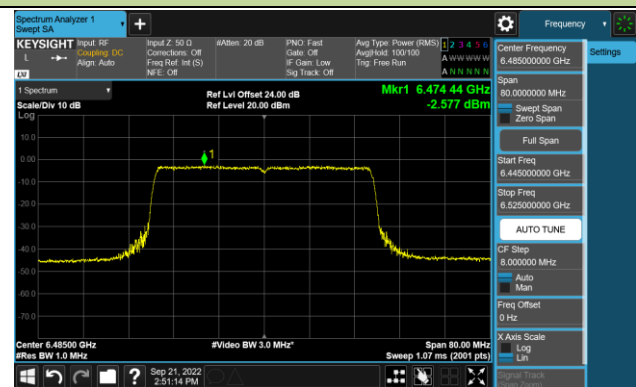 Spectrum Analyzer 1
Swept SA
Frequency
KEYSIGHT
L
LXI
Input: RF
Coupling: DC
Align: Auto
Input Z: 50 Ω
Corrections: Off
Freq Ref: Int (S)
NFE: Off
#Atten: 20 dB
PNO: Fast
Gate: Off
IF Gain: Low
Sig Track: Off
Avg Type: Power (RMS)
Avg|Hold: 100/100
Trig: Free Run
1 2 3 4 5 6
A W W W W W
A N N N N N
1 Spectrum
Scale/Div 10 dB
Log
Ref Lvl Offset 24.00 dB
Ref Level 20.00 dBm
Mkr1 6.474 44 GHz
-2.577 dBm
1
10.0
0.00
-10.0
-20.0
-30.0
-40.0
-50.0
-60.0
-70.0
Center 6.48500 GHz
#Res BW 1.0 MHz
#Video BW 3.0 MHz*
Span 80.00 MHz
Sweep 1.07 ms (2001 pts)
Center Frequency
6.485000000 GHz
Span
80.0000000 MHz
Swept Span
Zero Span
Full Span
Start Freq
6.445000000 GHz
Stop Freq
6.525000000 GHz
AUTO TUNE
CF Step
8.000000 MHz
Auto
Man
Freq Offset
0 Hz
X Axis Scale
Log
Lin
Signal Track
(Span Zoom)
Settings
?
Sep 21, 2022
2:51:14 PM